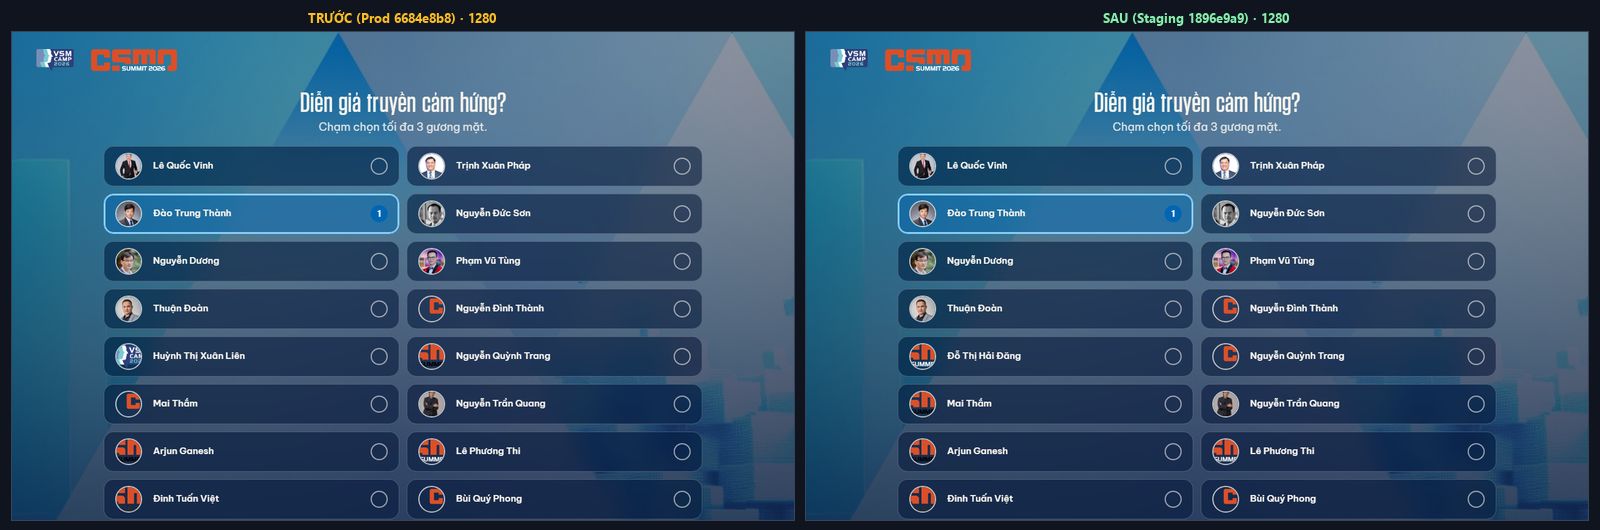 TRƯỚC (Prod 6684e8b8) · 1280
VSM
CAMP
2026
CSMO
SUMMIT 2026
Diễn giả truyền cảm hứng?
Chạm chọn tối đa 3 gương mặt.
Lê Quốc Vinh
Trịnh Xuân Pháp
Đào Trung Thành
1
Nguyễn Đức Sơn
Nguyễn Dương
Phạm Vũ Tùng
Thuận Đoàn
Nguyễn Đình Thành
Huỳnh Thị Xuân Liên
Nguyễn Quỳnh Trang
Mai Thắm
Nguyễn Trần Quang
Arjun Ganesh
Lê Phương Thi
Đinh Tuấn Việt
Bùi Quý Phong
SAU (Staging 1896e9a9) · 1280
VSM
CAMP
2026
CSMO
SUMMIT 2026
Diễn giả truyền cảm hứng?
Chạm chọn tối đa 3 gương mặt.
Lê Quốc Vinh
Trịnh Xuân Pháp
Đào Trung Thành
1
Nguyễn Đức Sơn
Nguyễn Dương
Phạm Vũ Tùng
Thuận Đoàn
Nguyễn Đình Thành
Đỗ Thị Hải Đăng
Nguyễn Quỳnh Trang
Mai Thắm
Nguyễn Trần Quang
Arjun Ganesh
Lê Phương Thi
Đinh Tuấn Việt
Bùi Quý Phong